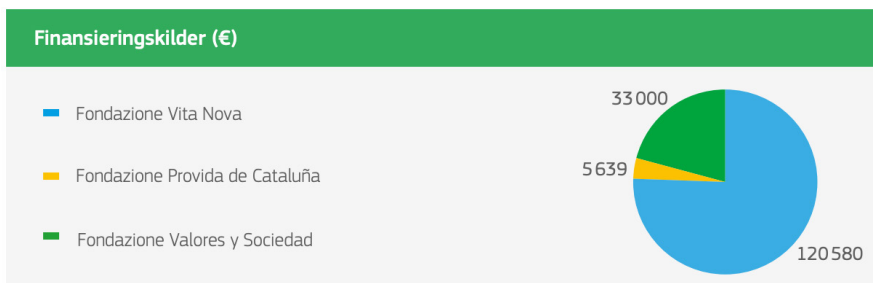 Finansieringskilder (€)
Fondazione Vita Nova
Fondazione Provida de Cataluña
Fondazione Valores y Sociedad
33 000
5 639
120 580